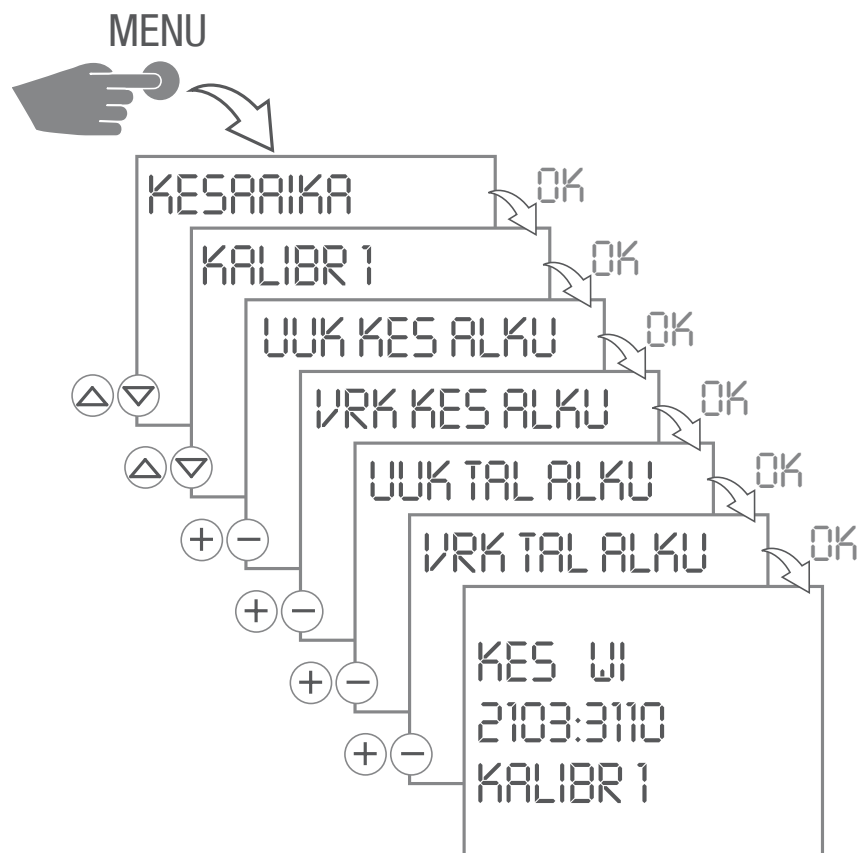 MENU
KESAAIKA
OK
KALIBR 1
OK
UUK KES ALKU
OK
VRK KES ALKU
OK
UUK TAL ALKU
OK
VRK TAL ALKU
OK
KES WI
2103:3110
KALIBR 1